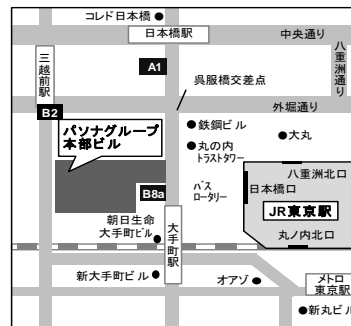 コレド日本橋
日本橋駅
中央通り
三越前駅
A1
八重洲通り
呉服橋交差点
外堀通り
B2
パソナグループ
本部ビル
鉄鋼ビル
大丸
丸の内
トラストタワー
八重洲北口
日本橋口
バス
ロータリー
B8a
JR東京駅
朝日生命
大手町ビル
大手町駅
丸ノ内北口
新大手町ビル
オアゾ
メトロ
東京駅
新丸ビル